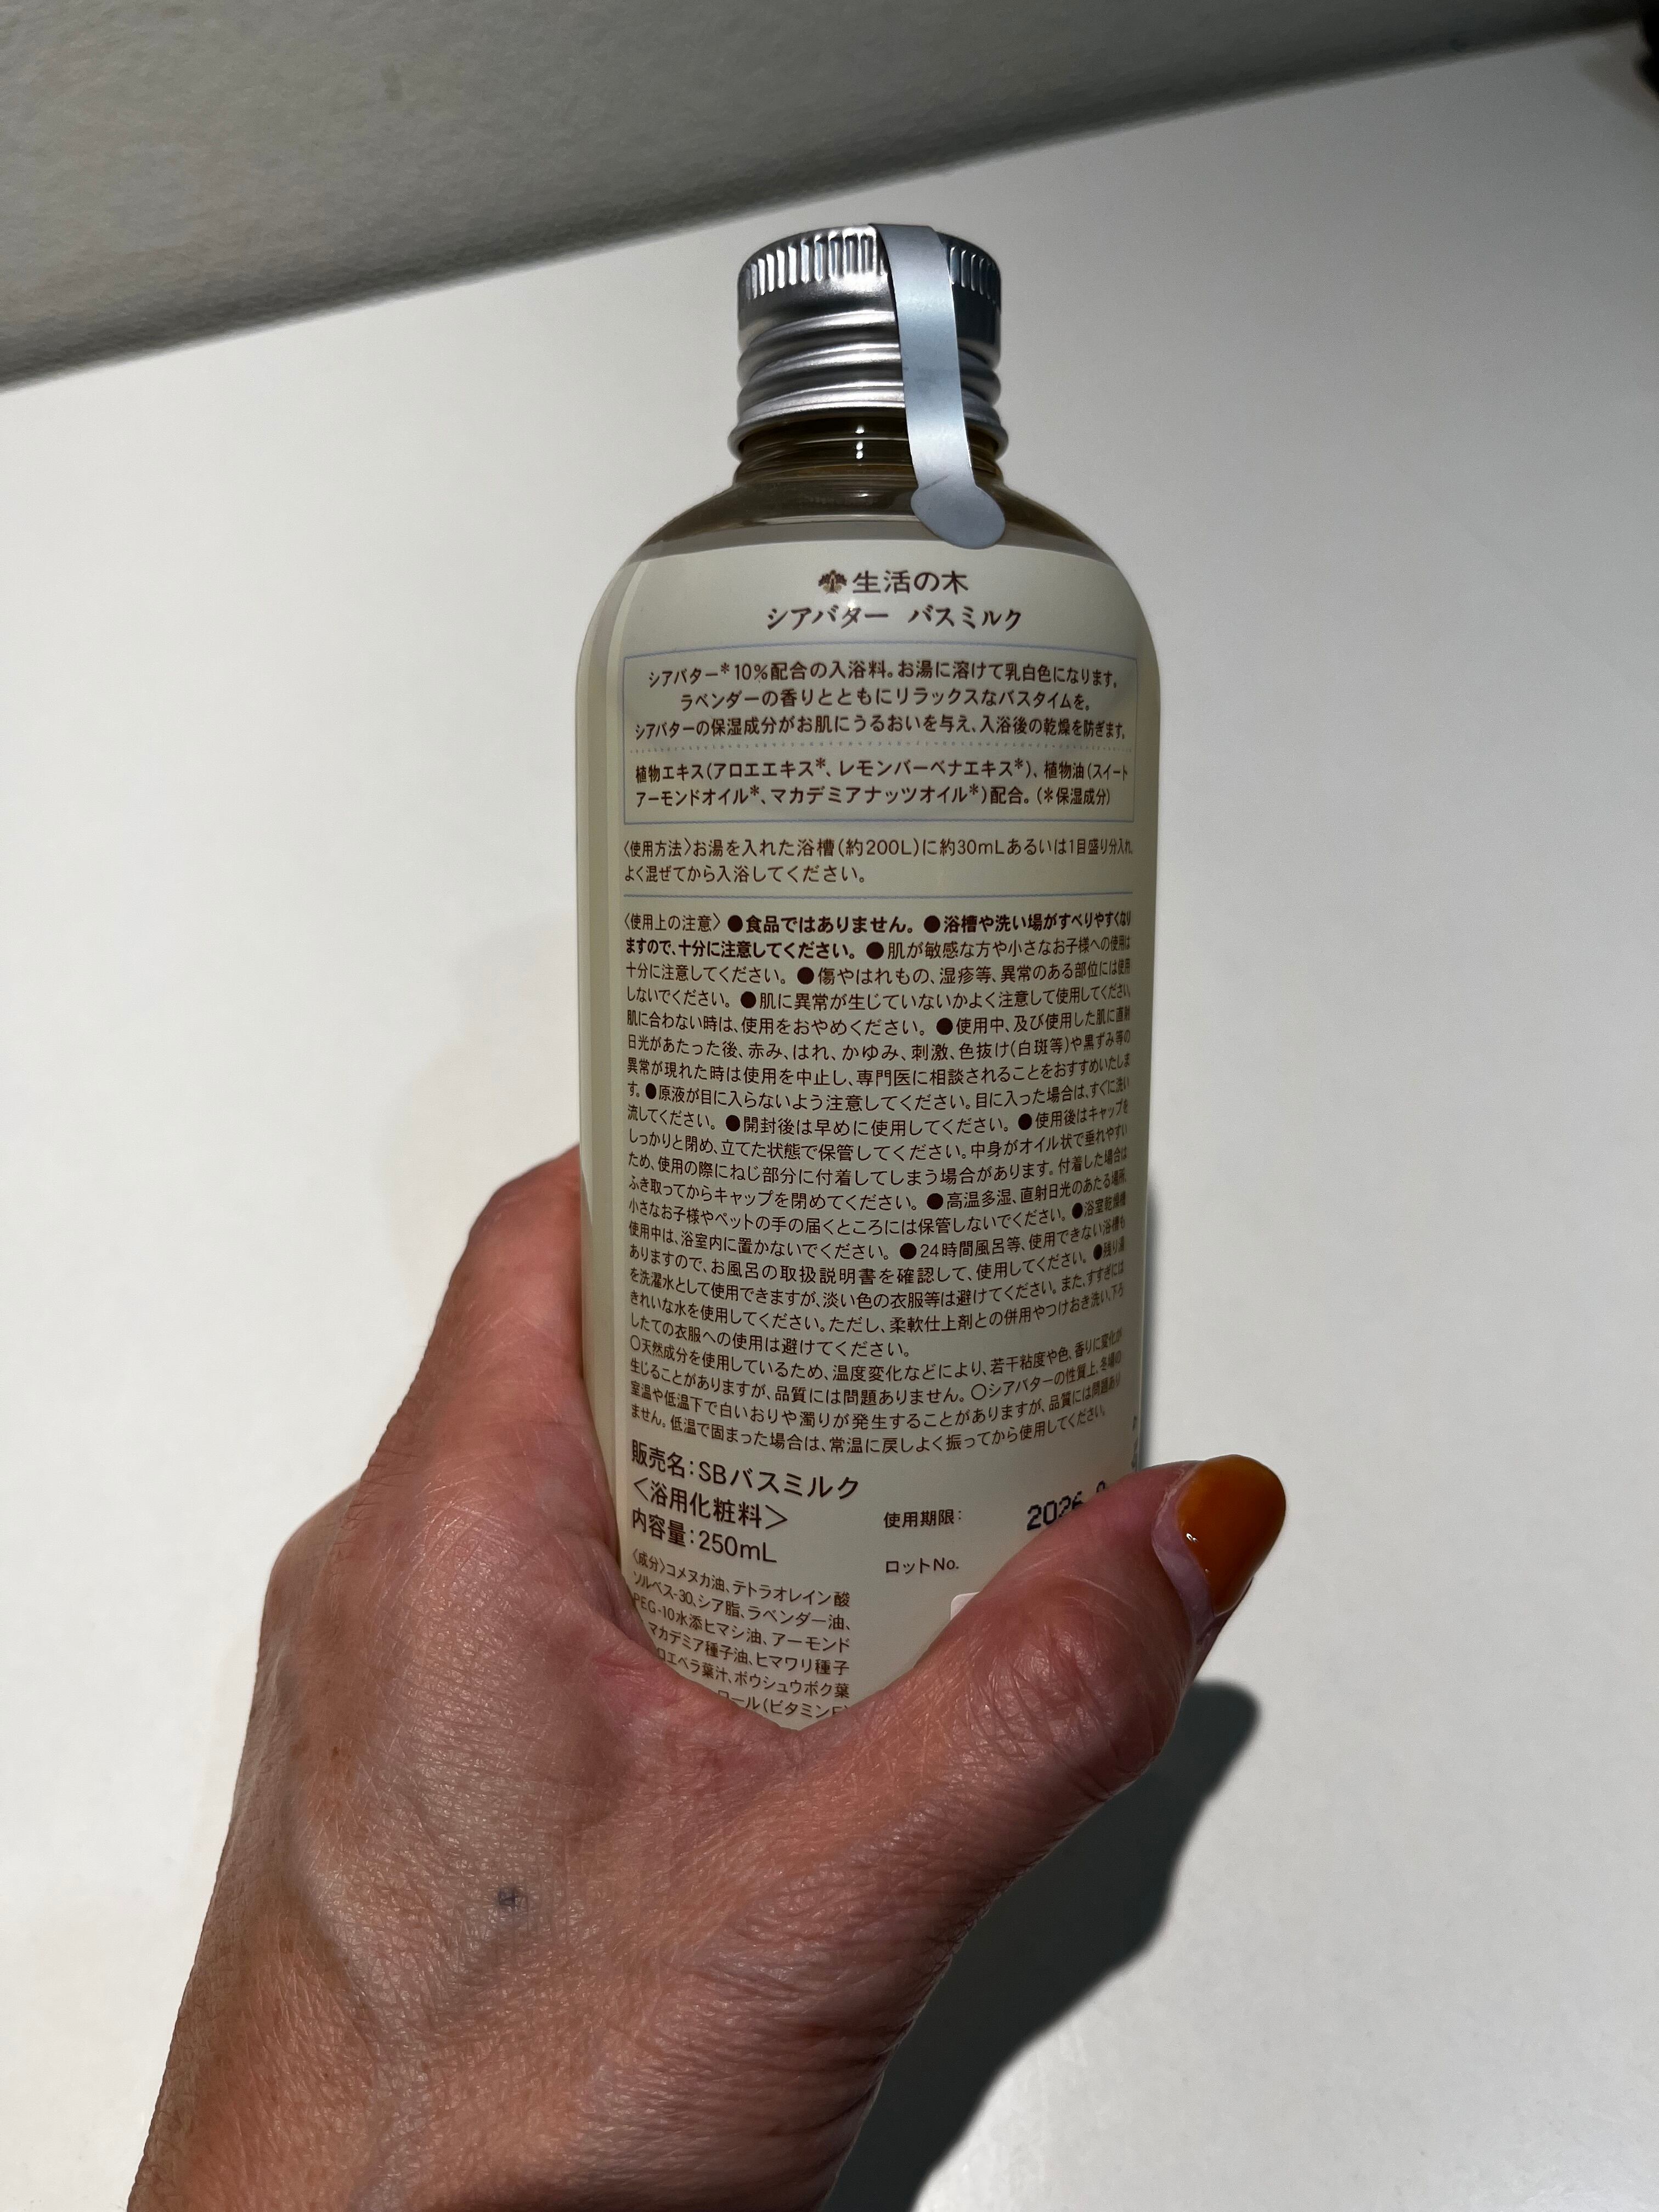 生活の木
シアバター バスミルク
シアバター＊10%配合の入浴料。お湯に溶けて乳白色になります。
ラベンダーの香りとともにリラックスなバスタイムを。
シアバターの保湿成分がお肌にうるおいを与え、入浴後の乾燥を防ぎます。
植物エキス(アロエエキス＊、レモンバーベナエキス＊)、植物油(スイート
アーモンドオイル＊、マカデミアナッツオイル＊)配合。(＊保湿成分)
〈使用方法〉お湯を入れた浴槽(約200L)に約30mLあるいは1目盛り分入れ、
よく混ぜてから入浴してください。
〈使用上の注意〉●食品ではありません。●浴槽や洗い場がすべりやすくなり
ますので、十分に注意してください。●肌が敏感な方や小さなお子様への使用は
十分に注意してください。●傷やはれもの、湿疹等、異常のある部位には使用
しないでください。●肌に異常が生じていないかよく注意して使用してください。
肌に合わない時は、使用をおやめください。●使用中、及び使用した肌に直射
日光があたった後、赤み、はれ、かゆみ、刺激、色抜け(白斑等)や黒ずみ等の
異常が現れた時は使用を中止し、専門医に相談されることをおすすめいたしま
す。●原液が目に入らないよう注意してください。目に入った場合は、すぐに洗い
流してください。●開封後は早めに使用してください。●使用後はキャップを
しっかりと閉め、立てた状態で保管してください。中身がオイル状で垂れやすい
ため、使用の際にねじ部分に付着してしまう場合があります。付着した場合は
ふき取ってからキャップを閉めてください。●高温多湿、直射日光のあたる場所、
小さなお子様やペットの手の届くところには保管しないでください。●浴室乾燥機
使用中は、浴室内に置かないでください。●24時間風呂等、使用できない浴槽も
ありますので、お風呂の取扱説明書を確認して、使用してください。●残り湯
を洗濯水として使用できますが、淡い色の衣服等は避けてください。また、すすぎには
きれいな水を使用してください。ただし、柔軟仕上剤との併用やつけおき洗い、下ろ
したての衣服への使用は避けてください。
○天然成分を使用しているため、温度変化などにより、若干粘度や色、香りに変化が
生じることがありますが、品質には問題ありません。○シアバターの性質上、冬場の
室温や低温下で白いおりや濁りが発生することがありますが、品質には問題あり
ません。低温で固まった場合は、常温に戻しよく振ってから使用してください。
販売名：SBバスミルク
＜浴用化粧料＞
内容量：250mL
使用期限： 2026
ロットNo.
〈成分〉コメヌカ油、テトラオレイン酸
ソルベス-30、シア脂、ラベンダー油、
PEG-10水添ヒマシ油、アーモンド
マカデミア種子油、ヒマワリ種子
ロエベラ葉汁、ボウシュウボク葉
ロール(ビタミンE)